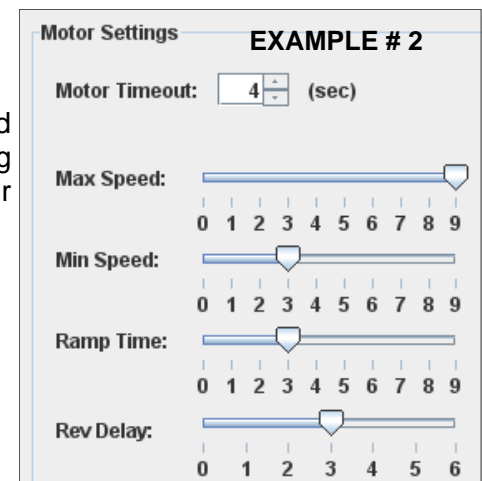 Motor Settings
EXAMPLE # 2
Motor Timeout: 4 (sec)
d
g
r
Max Speed:
0 1 2 3 4 5 6 7 8 9
Min Speed:
0 1 2 3 4 5 6 7 8 9
Ramp Time:
0 1 2 3 4 5 6 7 8 9
Rev Delay:
0 1 2 3 4 5 6